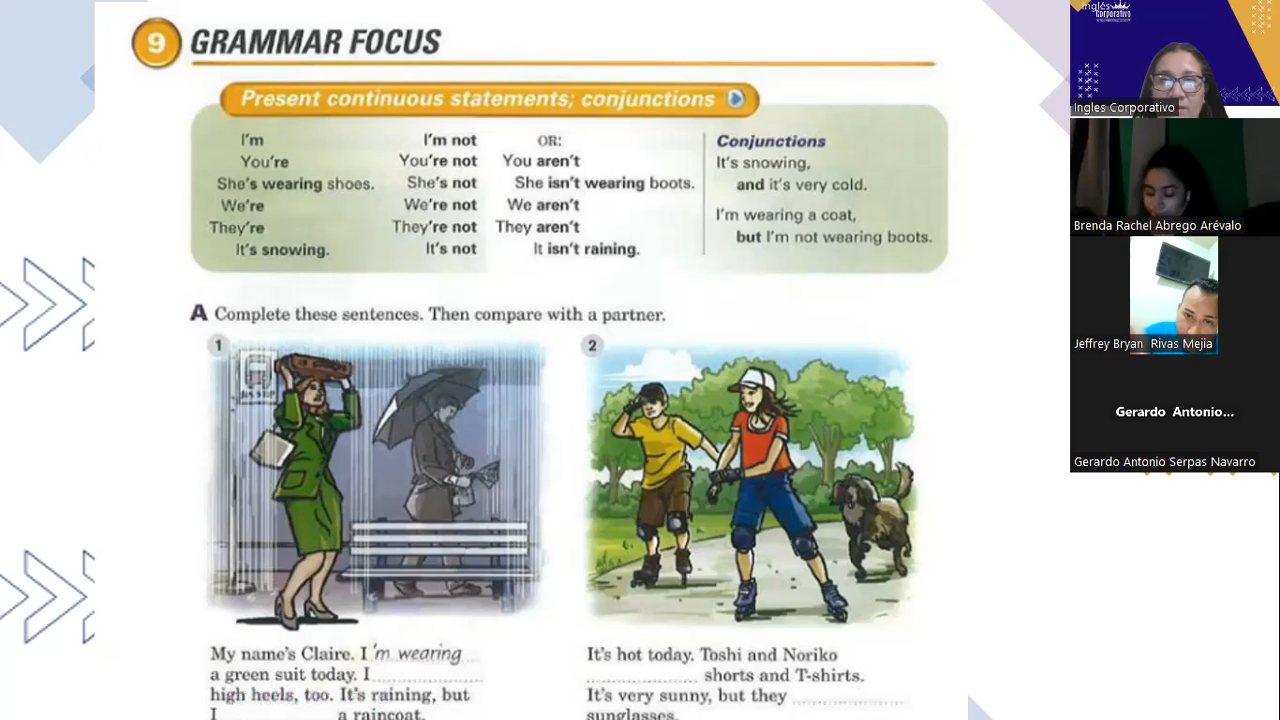 9 GRAMMAR FOCUS
Present continuous statements; conjunctions
I'm
You're
She's wearing shoes.
We're
They're
It's snowing.
I'm not
You're not
She's not
We're not
They're not
It's not
OR:
You aren't
She isn't wearing boots.
We aren't
They aren't
It isn't raining.
Conjunctions
It's snowing,
and it's very cold.
I'm wearing a coat,
but I'm not wearing boots.
A Complete these sentences. Then compare with a partner.
1
BUS STOP
My name's Claire. I 'm wearing
a green suit today. I
high heels, too. It's raining, but
I a raincoat.
2
It's hot today. Toshi and Noriko
shorts and T-shirts.
It's very sunny, but they
sunglasses.
Inglés
Corporativo
Ingles Corporativo
Brenda Rachel Abrego Arévalo
Jeffrey Bryan Rivas Mejia
Gerardo Antonio...
Gerardo Antonio Serpas Navarro